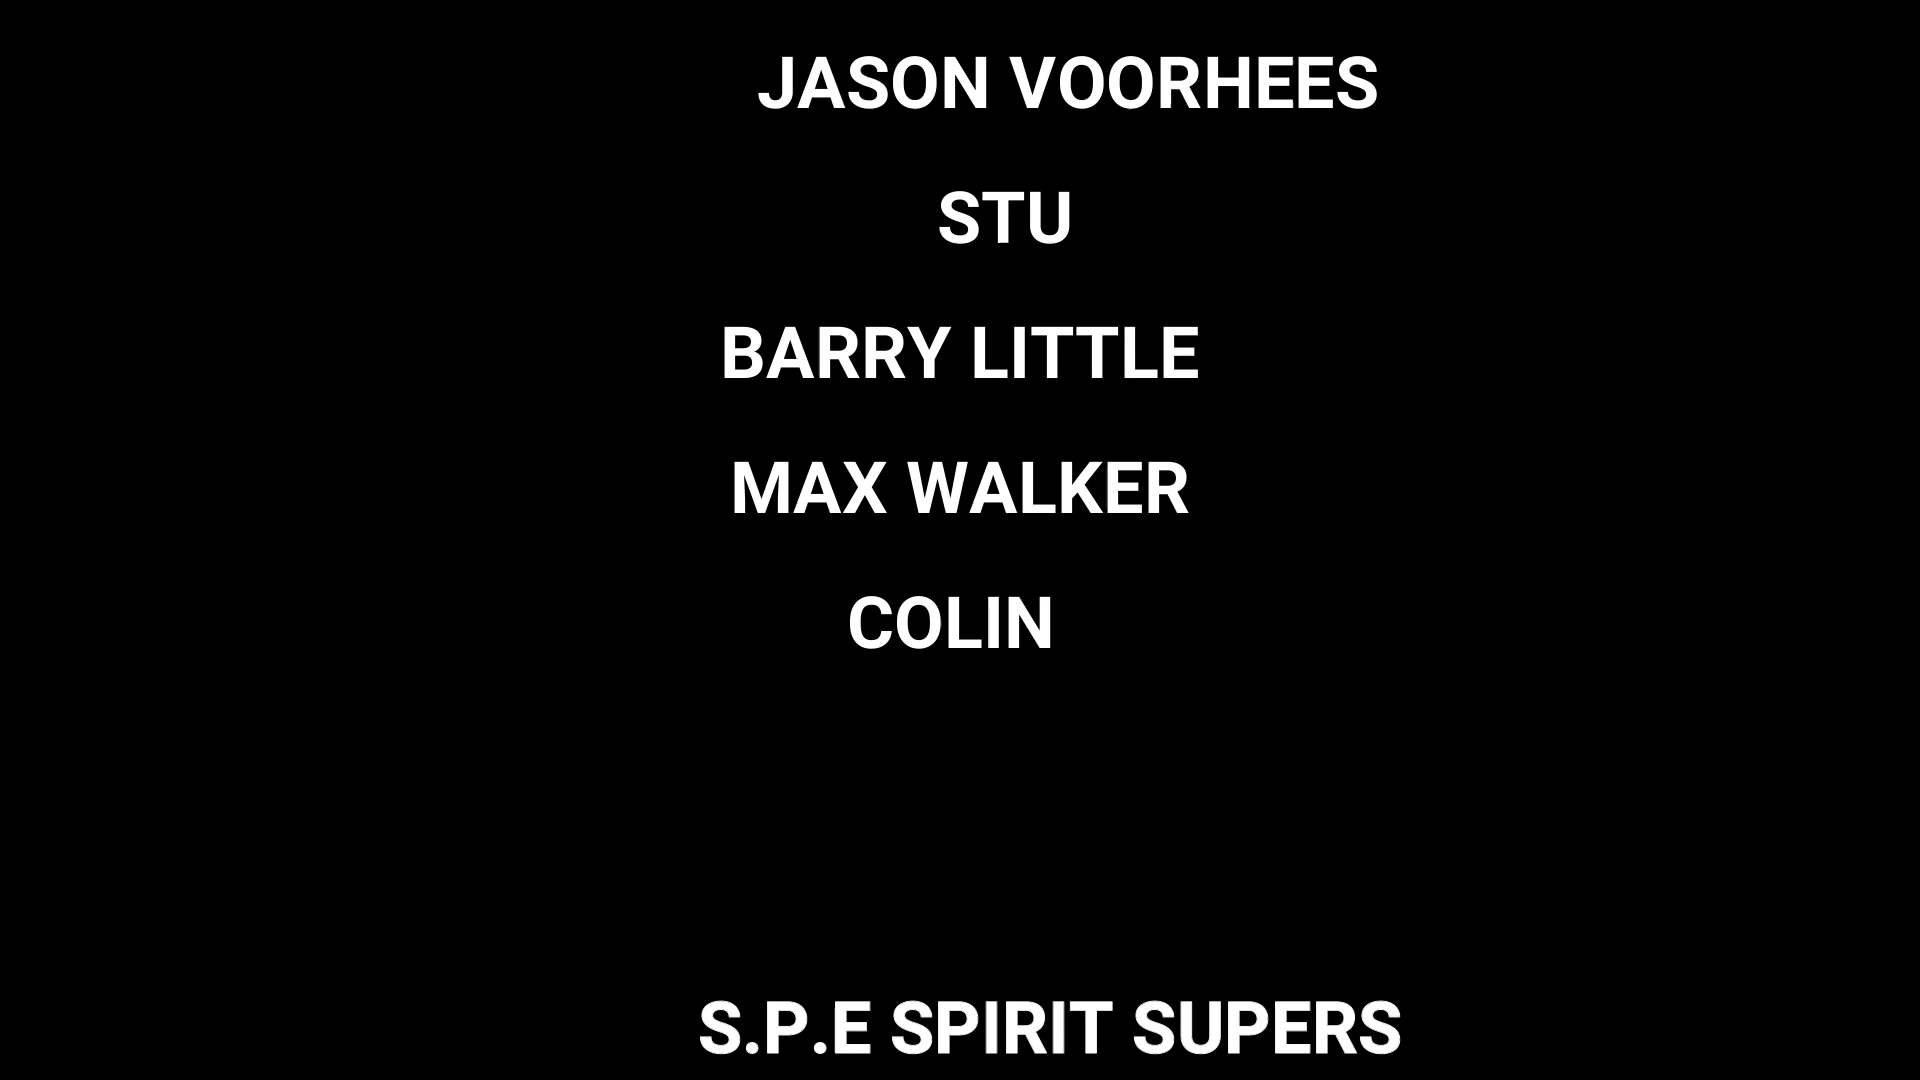 JASON VOORHEES
STU
BARRY LITTLE
MAX WALKER
COLIN
S.P.E SPIRIT SUPERS